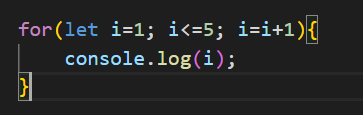 for(let i=1; i<=5; i=i+1){
    console.log(i);
}